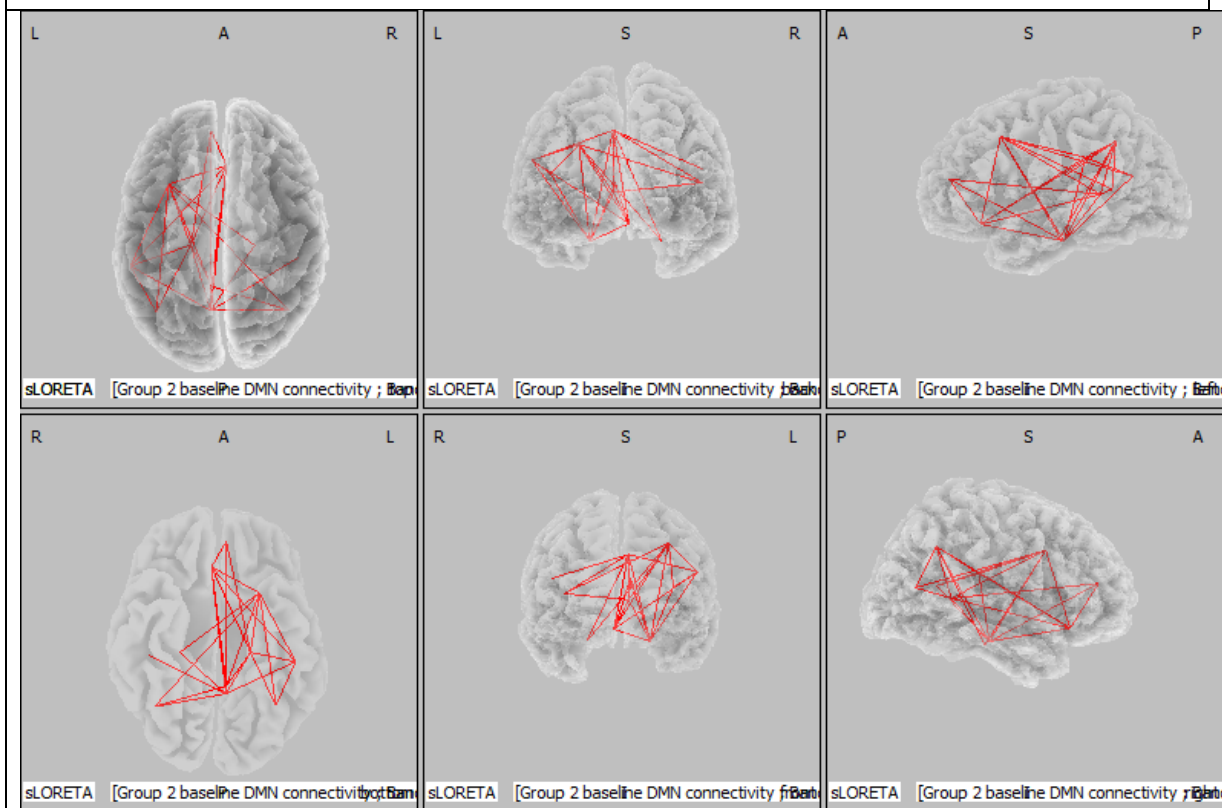 L A R
L S R
A S P
sLORETA [Group 2 baseline DMN connectivity ;
sLORETA [Group 2 baseline DMN connectivity ;
sLORETA [Group 2 baseline DMN connectivity ;
R A L
R S L
P S A
sLORETA [Group 2 baseline DMN connectivity
sLORETA [Group 2 baseline DMN connectivity
sLORETA [Group 2 baseline DMN connectivity ;